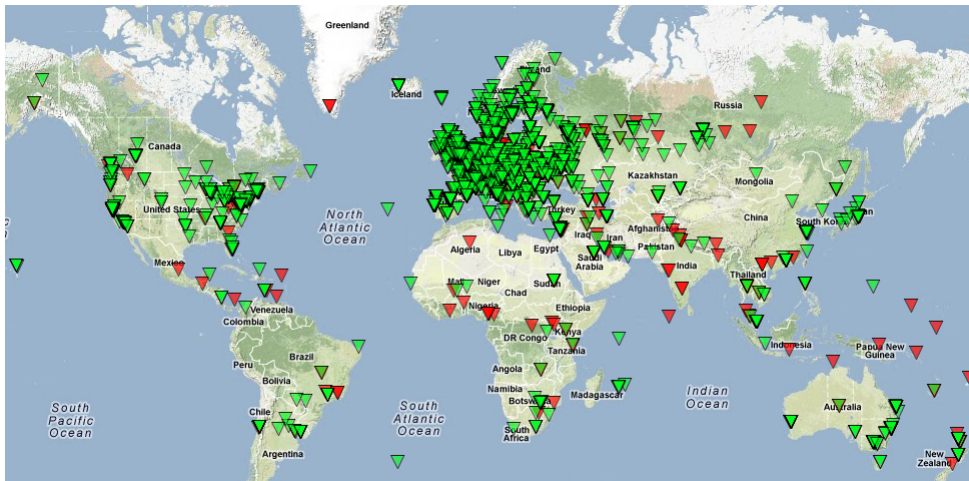 Greenland
Iceland
Russia
Canada
Kazakhstan
Mongolia
United States
North
Atlantic
Ocean
Turkey
China
South Ko
Afghanistan
Iraq
Iran
Pakistan
Algeria
Libya
Egypt
Saudi
Arabia
India
Mexico
Mali
Niger
Chad
Sudan
Thailand
Nigeria
Ethiopia
Venezuela
Colombia
DR Congo
Kenya
Tanzania
Indonesia
Papua New
Guinea
Brazil
Peru
Angola
Bolivia
Namibia
Madagascar
Indian
Ocean
Botswana
South
Pacific
Ocean
Chile
South
Atlantic
Ocean
South
Africa
Australia
Argentina
New
Zealand